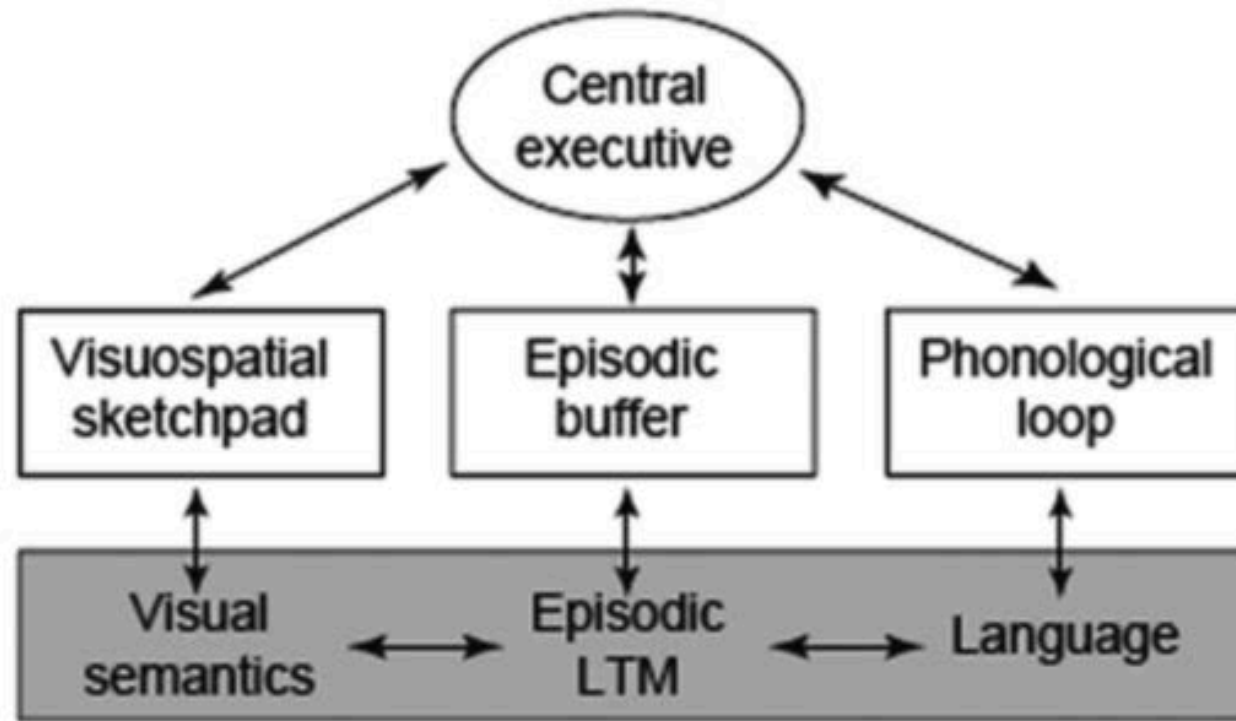 Central
executive
Visuospatial
sketchpad
Episodic
buffer
Phonological
loop
Visual
semantics
Episodic
LTM
Language